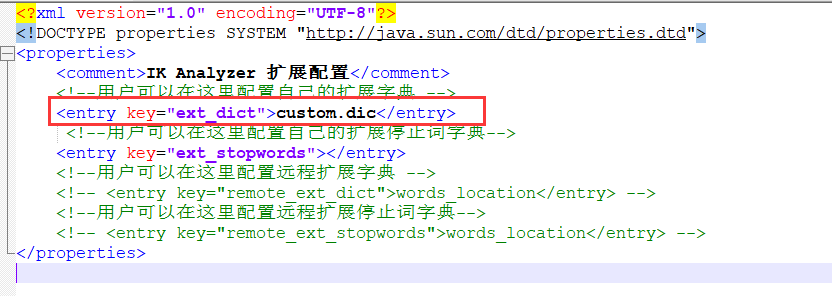 <?xml version="1.0" encoding="UTF-8"?>
<!DOCTYPE properties SYSTEM "http://java.sun.com/dtd/properties.dtd">
<properties>
<comment>IK Analyzer 扩展配置</comment>
<!--用户可以在这里配置自己的扩展字典 -->
<entry key="ext_dict">custom.dic</entry>
<!--用户可以在这里配置自己的扩展停止词字典-->
<entry key="ext_stopwords"></entry>
<!--用户可以在这里配置远程扩展字典 -->
<!-- <entry key="remote_ext_dict">words_location</entry> -->
<!--用户可以在这里配置远程扩展停止词字典-->
<!-- <entry key="remote_ext_stopwords">words_location</entry> -->
</properties>